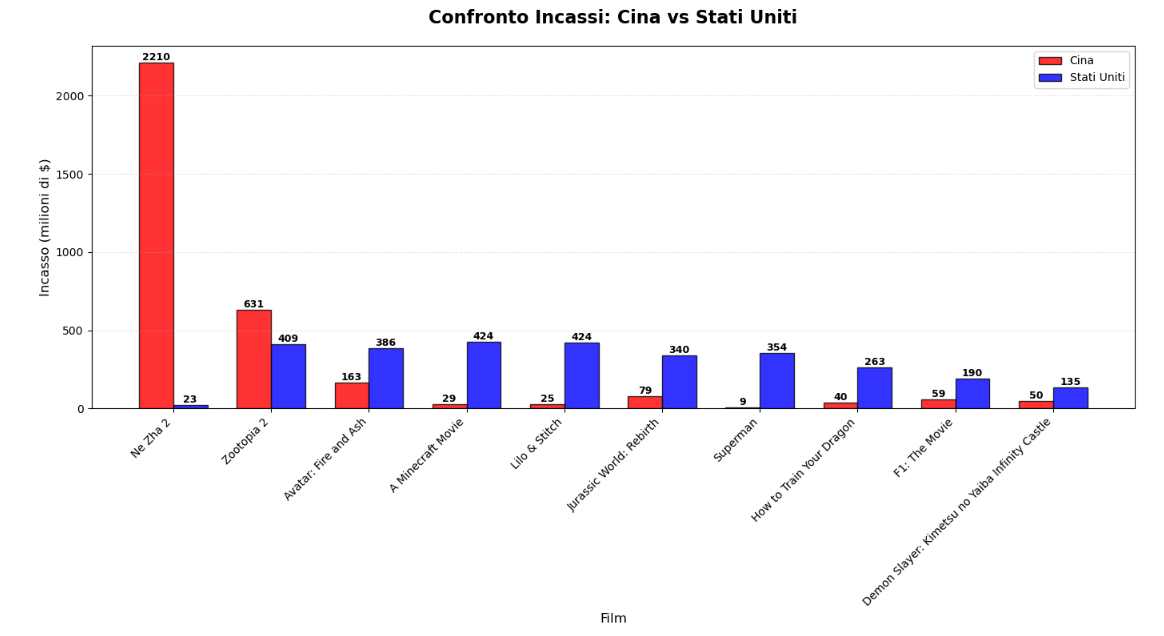 Confronto Incassi: Cina vs Stati Uniti
Cina
Stati Uniti
Incasso (milioni di $)
2000
1500
1000
500
0
2210
23
631
409
163
386
29
424
25
424
79
340
9
354
40
263
59
190
50
135
Ne Zha 2
Zootopia 2
Avatar: Fire and Ash
A Minecraft Movie
Lilo & Stitch
Jurassic World: Rebirth
Superman
How to Train Your Dragon
F1: The Movie
Demon Slayer: Kimetsu no Yaiba Infinity Castle
Film